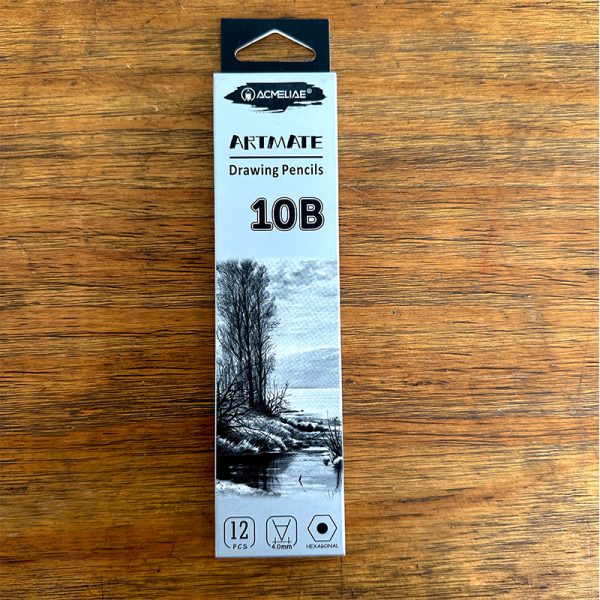 ACMELIAE®
ARTMATE
Drawing Pencils
10B
12
PCS
4.0mm
HEXAGONAL